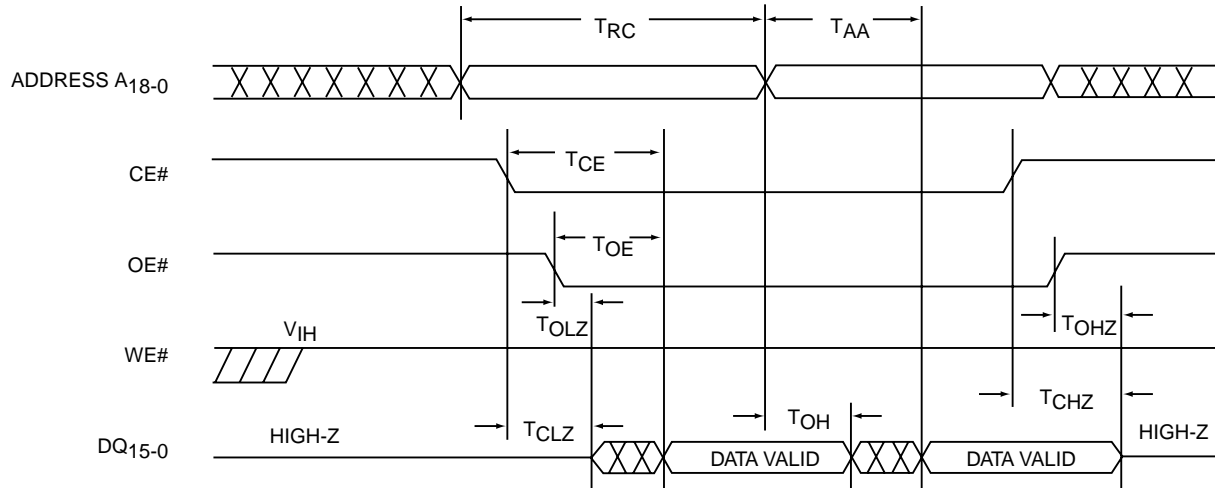 TRC TAA
ADDRESS A18-0
TCE
CE#
TOE
OE#
TOLZ TOHZ
VIH
WE#
TCHZ
TCLZ TOH
HIGH-Z HIGH-Z
DQ15-0 DATA VALID DATA VALID